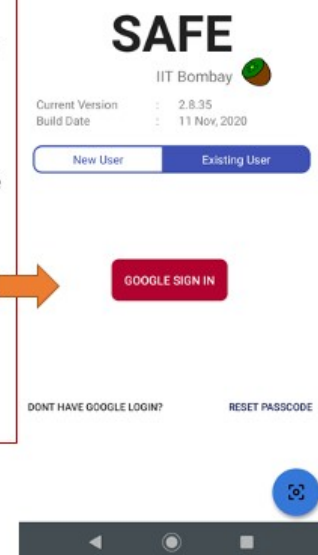 SAFE
IIT Bombay
Current Version : 2.8.35
Build Date : 11 Nov, 2020
New User Existing User
GOOGLE SIGN IN
DONT HAVE GOOGLE LOGIN? RESET PASSCODE